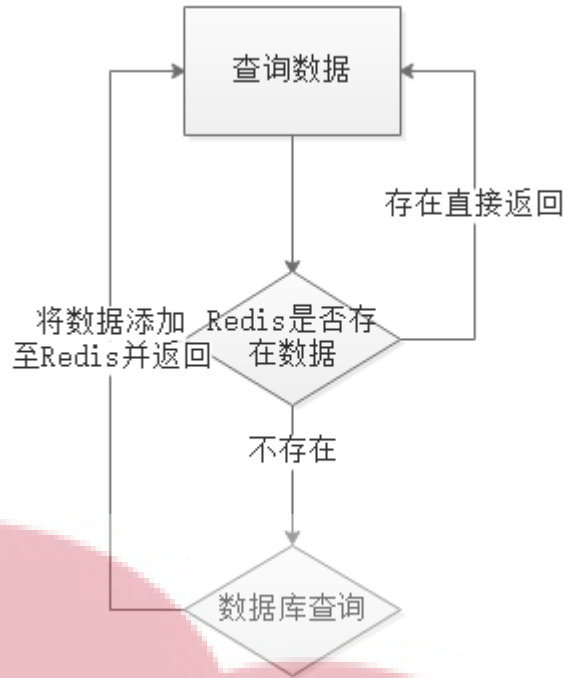 查询数据
存在直接返回
将数据添加
至Redis并返回
Redis是否存
在数据
不存在
数据库查询